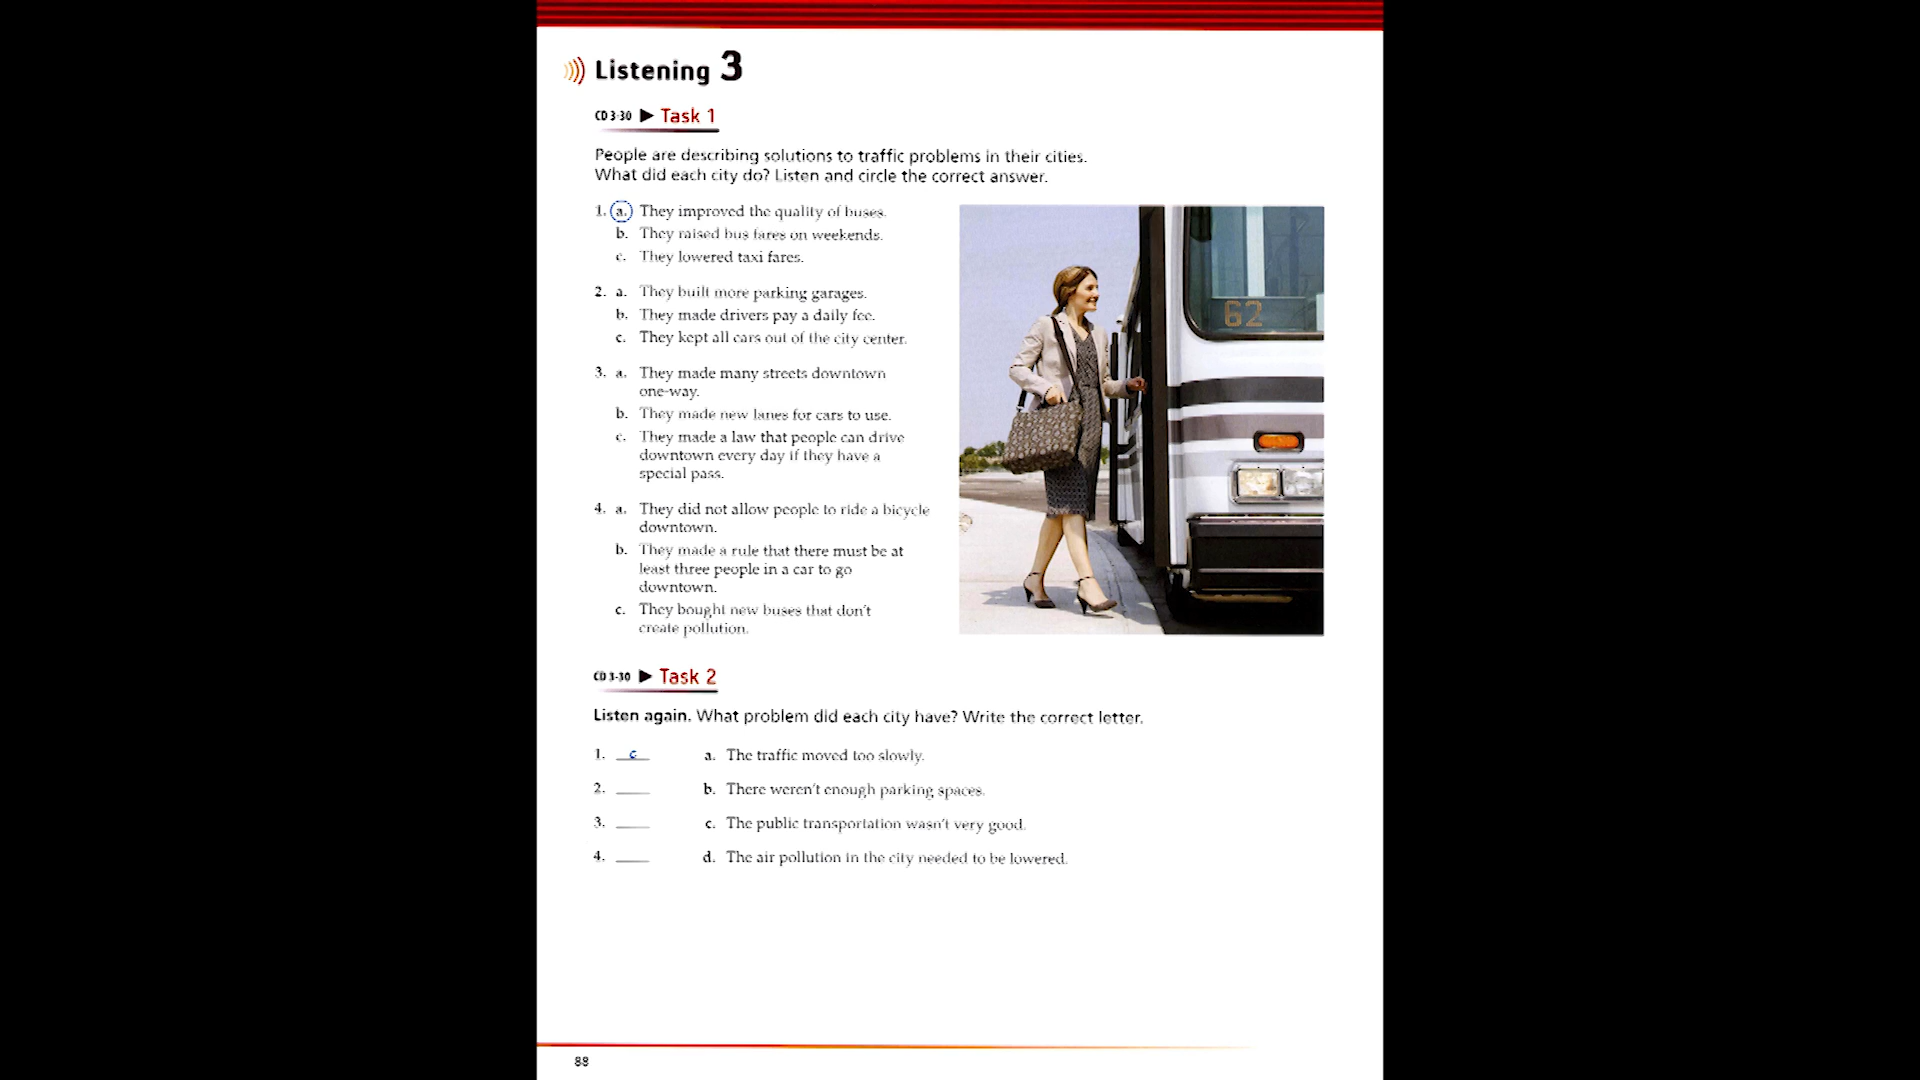 Listening 3
CD 3-30 ▶ Task 1
People are describing solutions to traffic problems in their cities.
What did each city do? Listen and circle the correct answer.
1. a. They improved the quality of buses.
b. They raised bus fares on weekends.
c. They lowered taxi fares.
2. a. They built more parking garages.
b. They made drivers pay a daily fee.
c. They kept all cars out of the city center.
3. a. They made many streets downtown
one-way.
b. They made new lanes for cars to use.
c. They made a law that people can drive
downtown every day if they have a
special pass.
4. a. They did not allow people to ride a bicycle
downtown.
b. They made a rule that there must be at
least three people in a car to go
downtown.
c. They bought new buses that don't
create pollution.
62
CD 3-30 ▶ Task 2
Listen again. What problem did each city have? Write the correct letter.
1. c a. The traffic moved too slowly.
2. b. There weren't enough parking spaces.
3. c. The public transportation wasn't very good.
4. d. The air pollution in the city needed to be lowered.
88